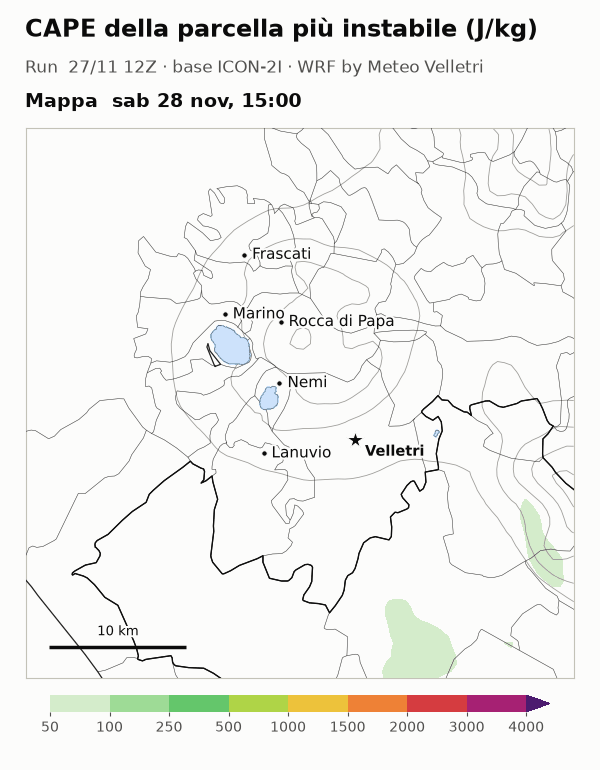 CAPE della parcella più instabile (J/kg)
Run  27/11 12Z · base ICON-2I · WRF by Meteo Velletri
Mappa  sab 28 nov, 15:00
Frascati
Marino
Rocca di Papa
Nemi
Velletri
Lanuvio
10 km
50 100 250 500 1000 1500 2000 3000 4000